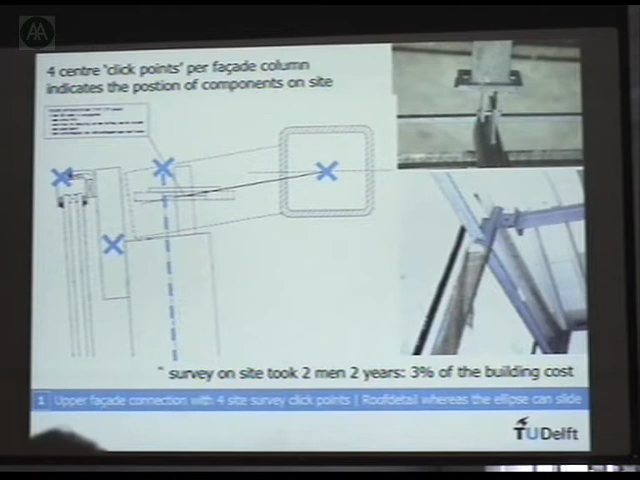 AA
4 centre 'click points' per façade column
indicates the postion of components on site
* survey on site took 2 men 2 years: 3% of the building cost
1 Upper façade connection with 4 site survey click points | Roofdetail whereas the ellipse can slide
TUDelft